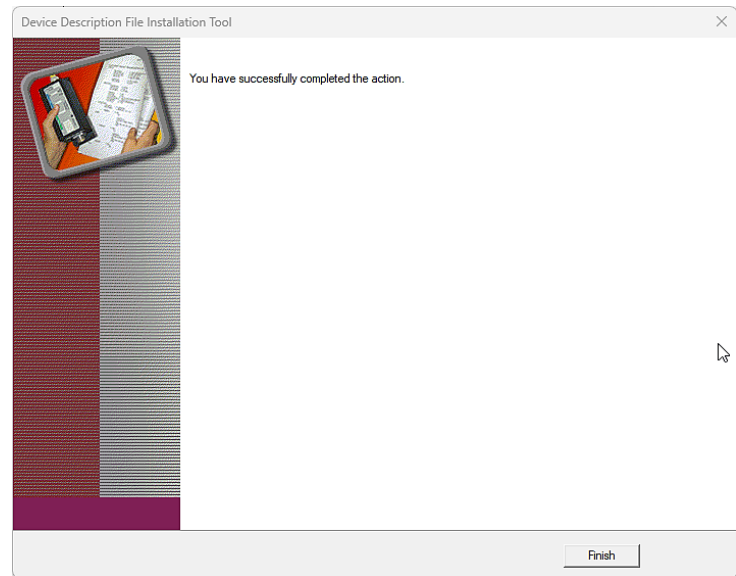 Device Description File Installation Tool
You have successfully completed the action.
Finish